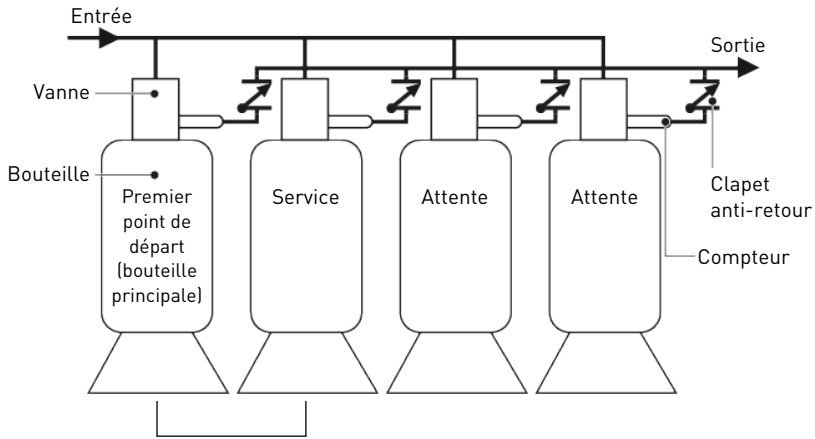 Entrée
Sortie
Vanne
Bouteille
Premier
point de
départ
(bouteille
principale)
Service
Attente
Attente
Clapet
anti-retour
Compteur